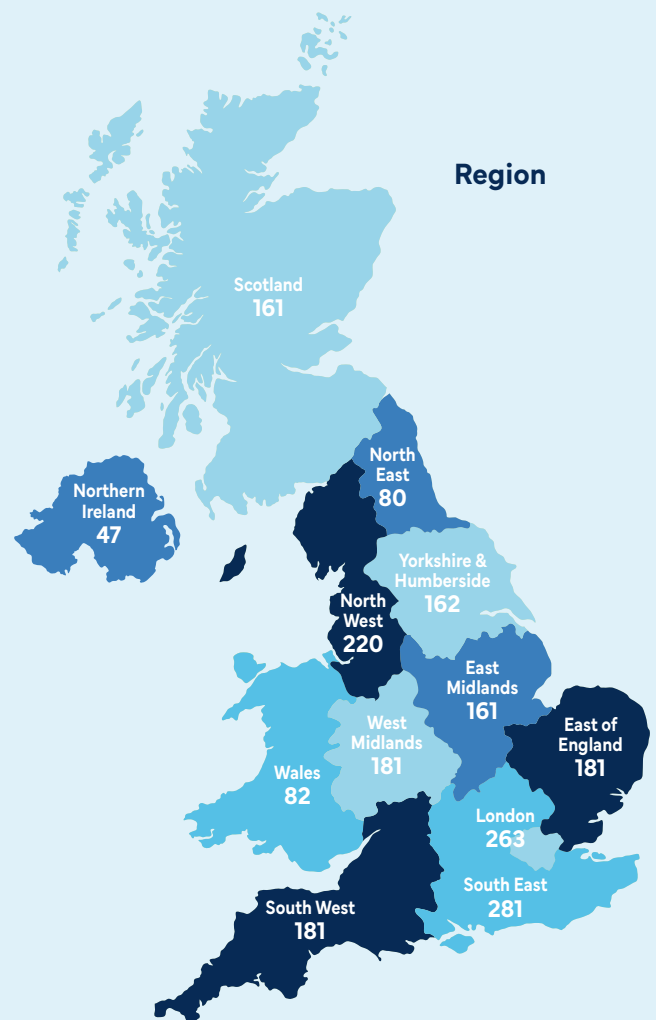 Region
Scotland
161
North
East
80
Northern
Ireland
47
Yorkshire &
Humberside
162
North
West
220
East
Midlands
161
West
Midlands
181
East of
England
181
Wales
82
London
263
South East
281
South West
181